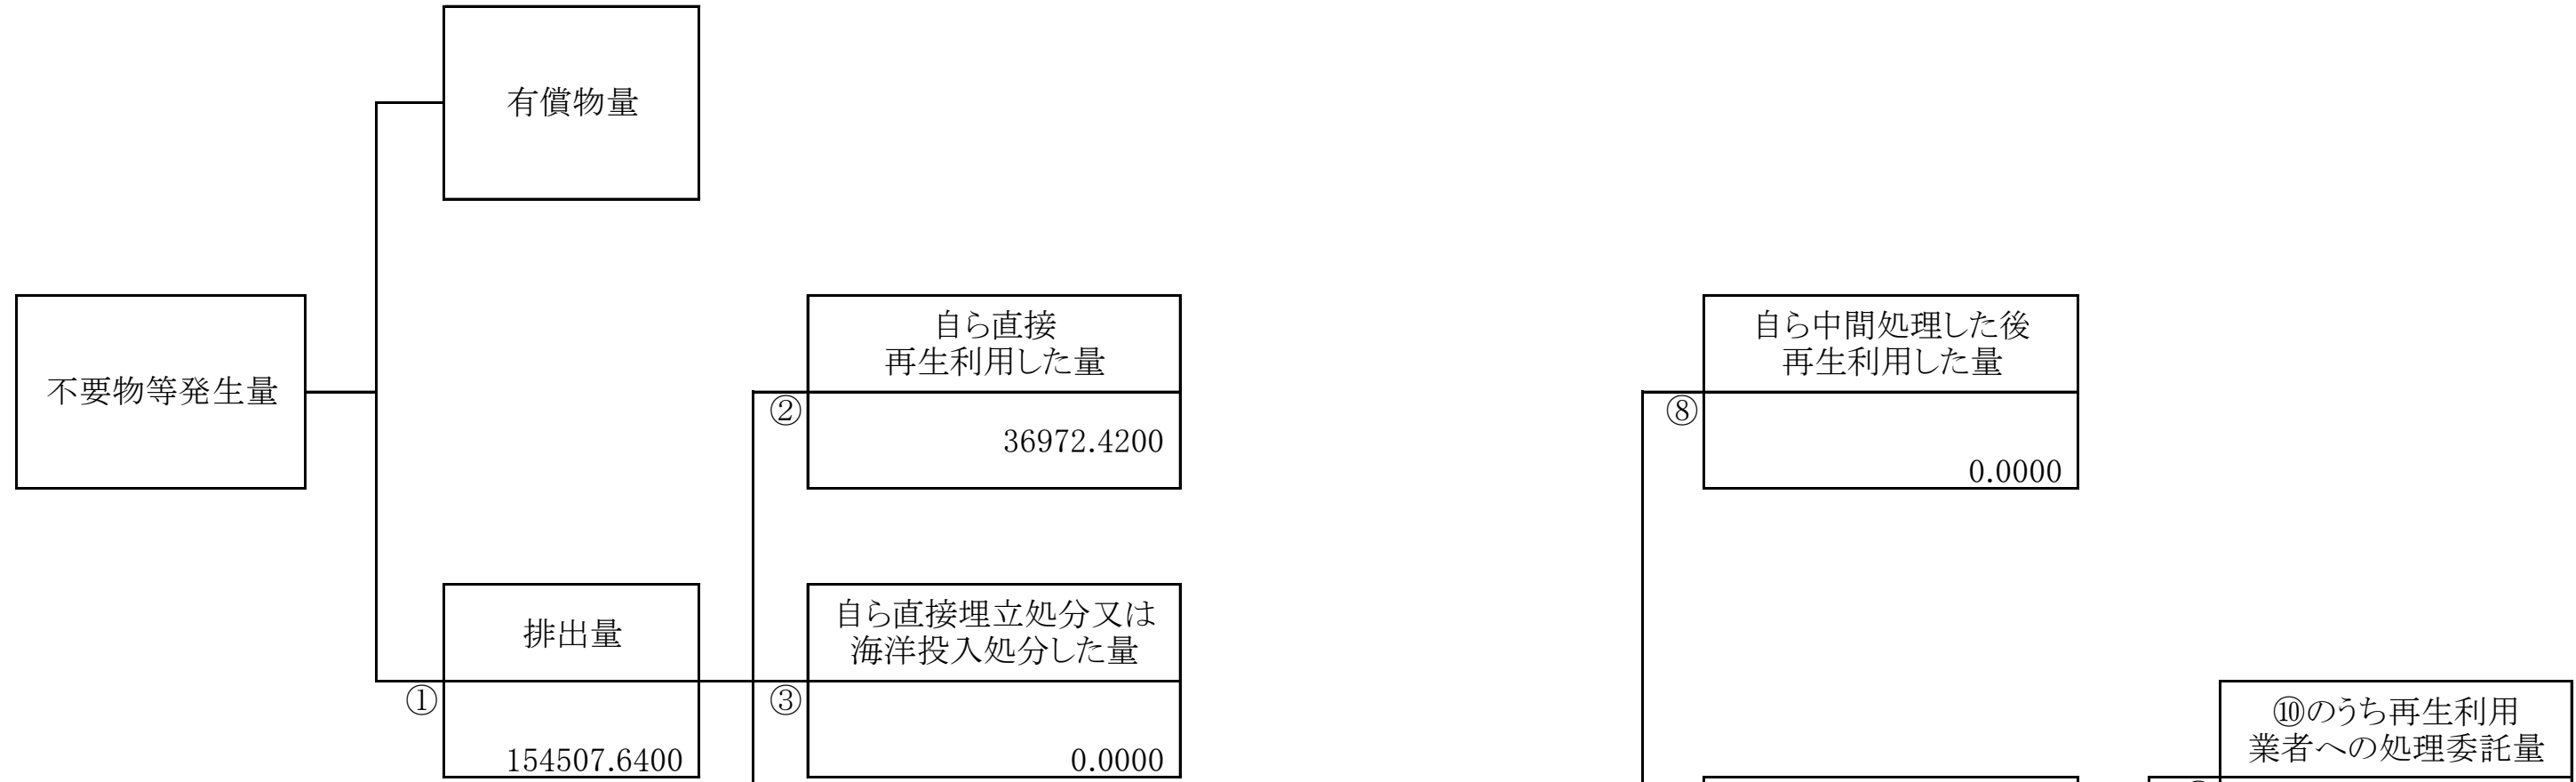 有償物量
不要物等発生量
自ら直接
再生利用した量
②
36972.4200
自ら中間処理した後
再生利用した量
⑧
0.0000
排出量
①
154507.6400
自ら直接埋立処分又は
海洋投入処分した量
③
0.0000
⑩のうち再生利用
業者への処理委託量